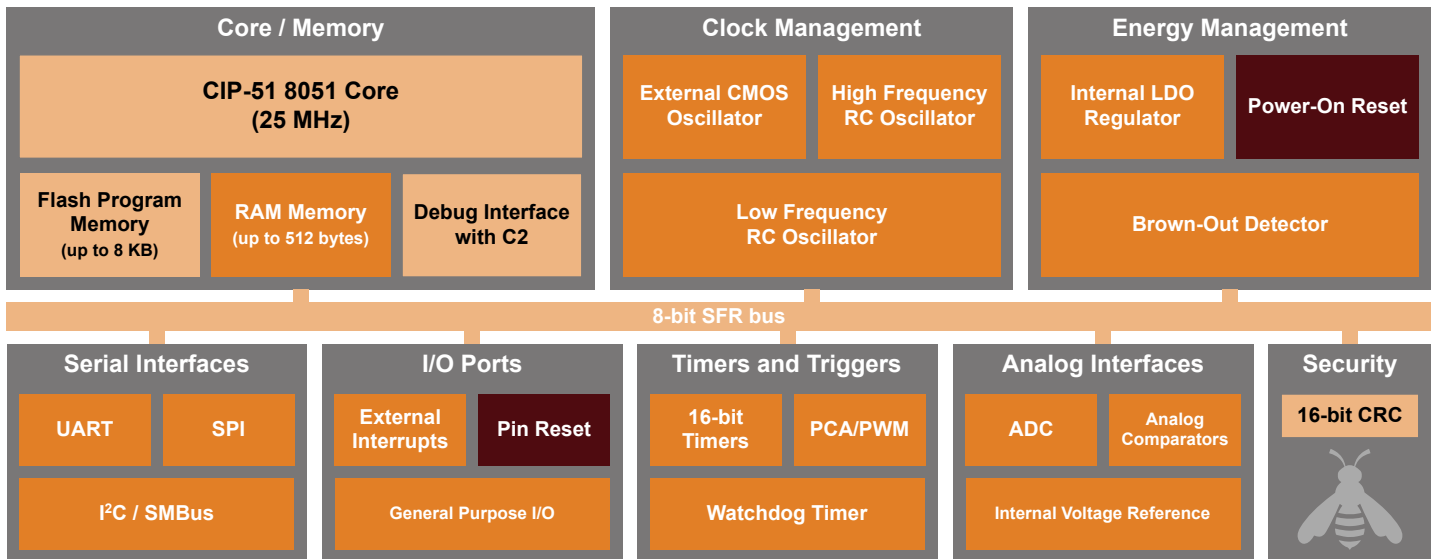 Core / Memory
CIP-51 8051 Core
(25 MHz)
Flash Program
Memory
(up to 8 KB)
RAM Memory
(up to 512 bytes)
Debug Interface
with C2
Clock Management
External CMOS
Oscillator
High Frequency
RC Oscillator
Low Frequency
RC Oscillator
Energy Management
Internal LDO
Regulator
Power-On Reset
Brown-Out Detector
8-bit SFR bus
Serial Interfaces
UART
SPI
I²C / SMBus
I/O Ports
External
Interrupts
Pin Reset
General Purpose I/O
Timers and Triggers
16-bit
Timers
PCA/PWM
Watchdog Timer
Analog Interfaces
ADC
Analog
Comparators
Internal Voltage Reference
Security
16-bit CRC